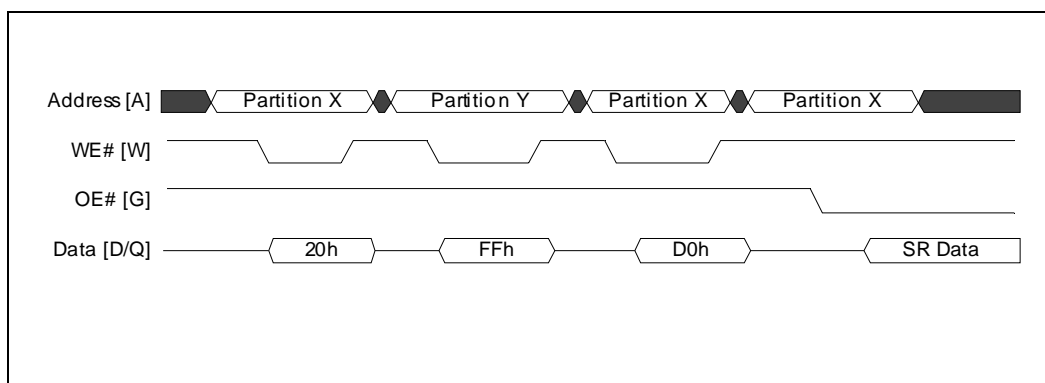 Address [A] Partition X Partition Y Partition X Partition X
WE# [W]
OE# [G]
Data [D/Q] 20h FFh D0h SR Data